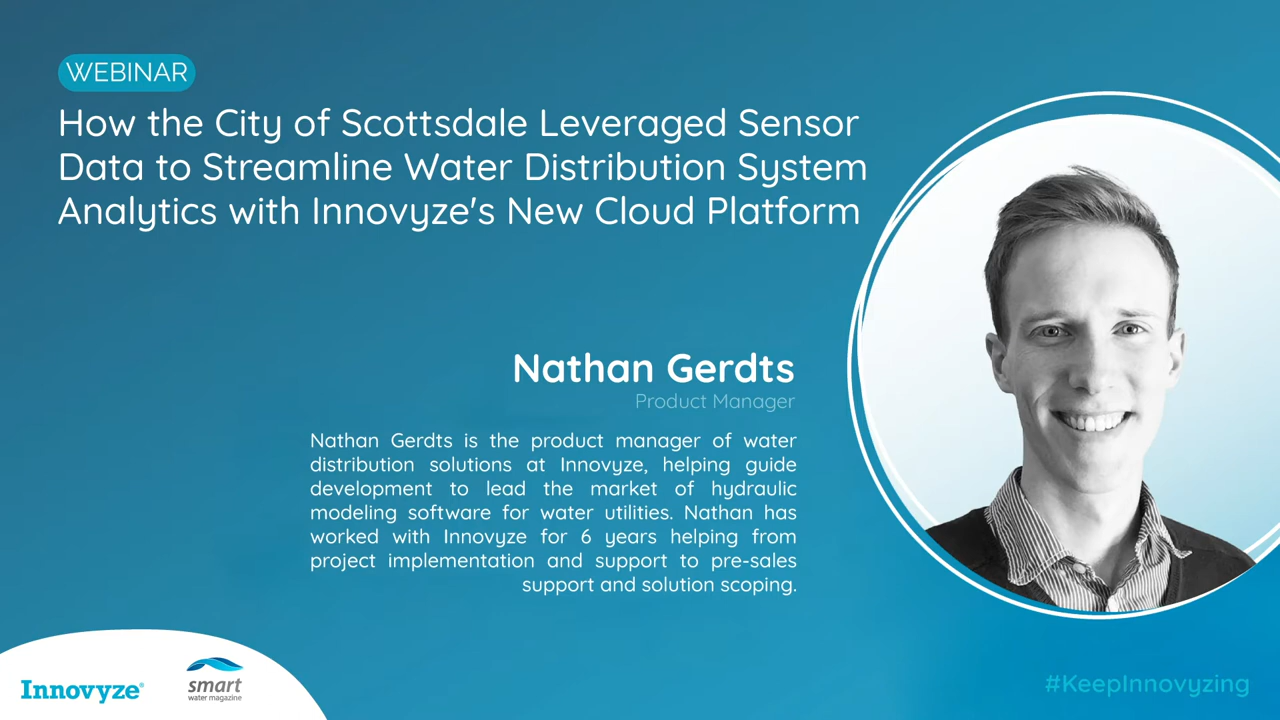 WEBINAR
How the City of Scottsdale Leveraged Sensor
Data to Streamline Water Distribution System
Analytics with Innovyze's New Cloud Platform
Nathan Gerdts
Product Manager
Nathan Gerdts is the product manager of water
distribution solutions at Innovyze, helping guide
development to lead the market of hydraulic
modeling software for water utilities. Nathan has
worked with Innovyze for 6 years helping from
project implementation and support to pre-sales
support and solution scoping.
Innovyze®
smart
water magazine
#KeepInnovyzing